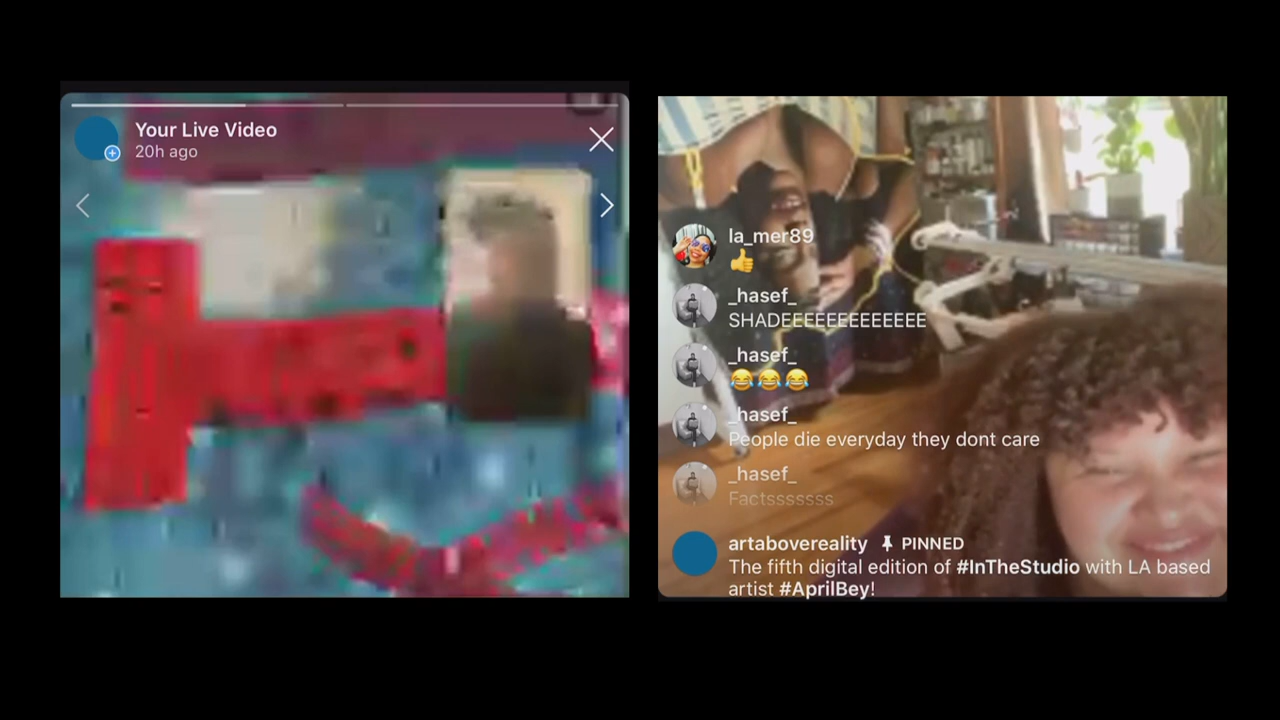 Your Live Video
20h ago
la_mer89
👍
_hasef_
SHADEEEEEEEEEEEEE
_hasef_
😂😂😂
_hasef_
People die everyday they dont care
_hasef_
Factsssssss
artabovereality 📌 PINNED
The fifth digital edition of #InTheStudio with LA based
artist #AprilBey!